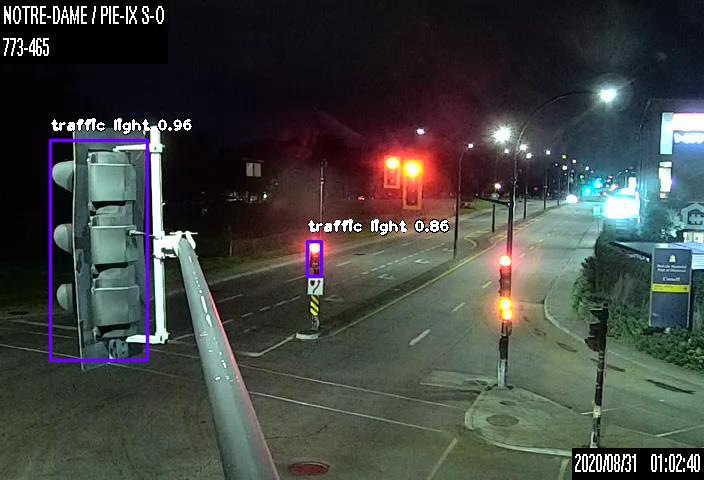 NOTRE-DAME / PIE-IX S-O
773-465
traffic light 0.96
traffic light 0.86
Canada
2020/08/31 01:02:40